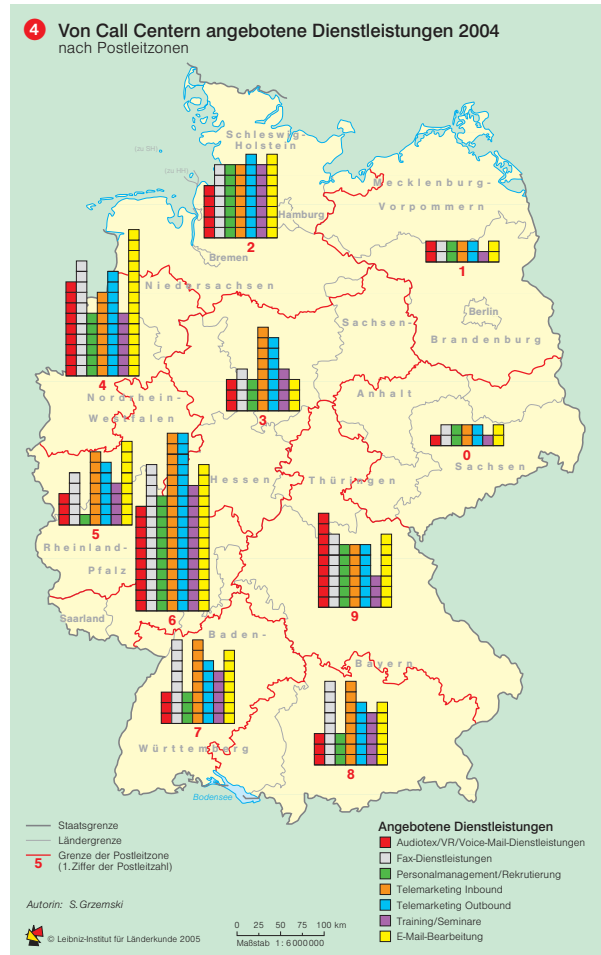 4 Von Call Centern angebotene Dienstleistungen 2004
nach Postleitzonen
Schleswig-
Holstein
(zu SH)
(zu HH)
Mecklenburg-
Vorpommern
Hamburg
2
Bremen
1
Niedersachsen
Sachsen-
Berlin
Brandenburg
4
Nordrhein-
Westfalen
3
Anhalt
0
Sachsen
Hessen
Thüringen
5
Rheinland-
Pfalz
6
9
Saarland
Baden-
Bayern
7
Württemberg
8
Bodensee
Staatsgrenze
Ländergrenze
5 Grenze der Postleitzone
(1.Ziffer der Postleitzahl)
Autorin: S.Grzemski
© Leibniz-Institut für Länderkunde 2005
0 25 50 75 100 km
Maßstab 1 : 6000000
Angebotene Dienstleistungen
Audiotex/VR/Voice-Mail-Dienstleistungen
Fax-Dienstleistungen
Personalmanagement/Rekrutierung
Telemarketing Inbound
Telemarketing Outbound
Training/Seminare
E-Mail-Bearbeitung